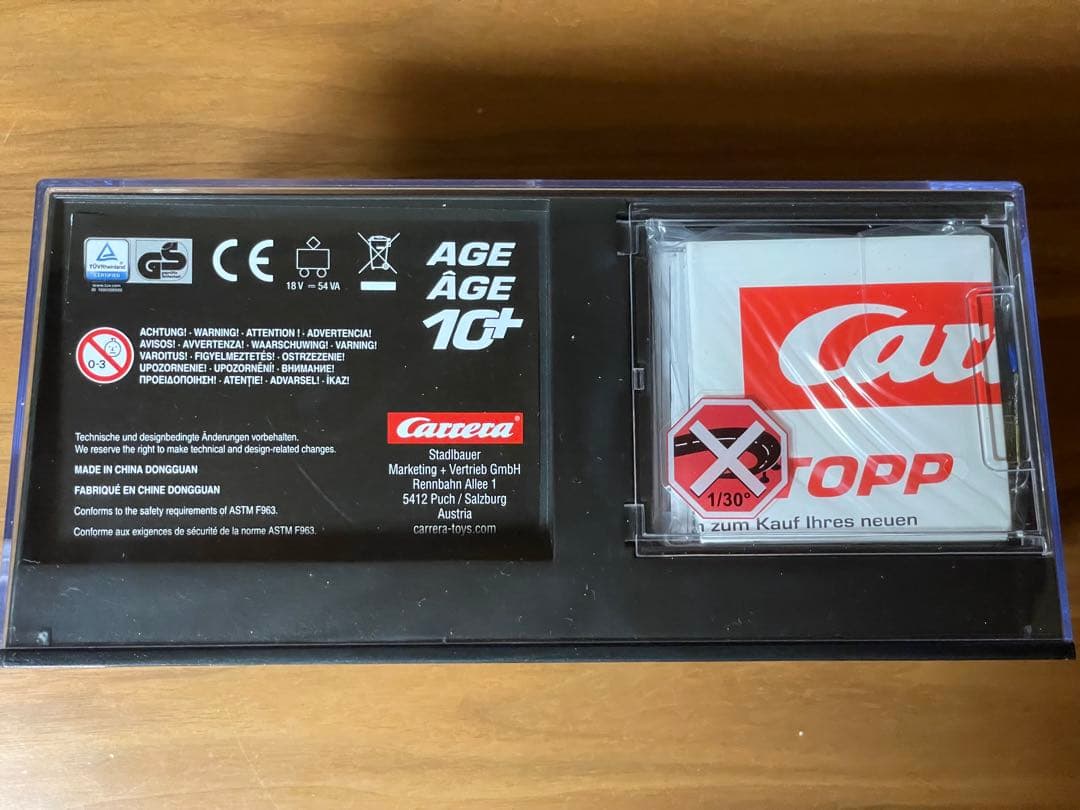 TÜVRheinland
CERTIFIED
GS
CE
18 V ⎓ 54 VA
AGE
ÂGE
10+
0-3
ACHTUNG! · WARNING! · ATTENTION ! · ADVERTENCIA!
AVISOS! · AVVERTENZA! · WAARSCHUWING! · VARNING!
VAROITUS! · FIGYELMEZTETÉS! · OSTRZEZENIE!
UPOZORNENIE! · UPOZORNĚNÍ! · ВНИМАНИЕ!
ΠΡΟΕΙΔΟΠΟΙΗΣΗ! · ATENȚIE! · ADVARSEL! · İKAZ!
Technische und designbedingte Änderungen vorbehalten.
We reserve the right to make technical and design-related changes.
MADE IN CHINA DONGGUAN
FABRIQUÉ EN CHINE DONGGUAN
Conforms to the safety requirements of ASTM F963.
Conforme aux exigences de sécurité de la norme ASTM F963.
Carrera®
Stadlbauer
Marketing + Vertrieb GmbH
Rennbahn Allee 1
5412 Puch / Salzburg
Austria
carrera-toys.com
Carr
TOPP
1/30°
n zum Kauf Ihres neuen